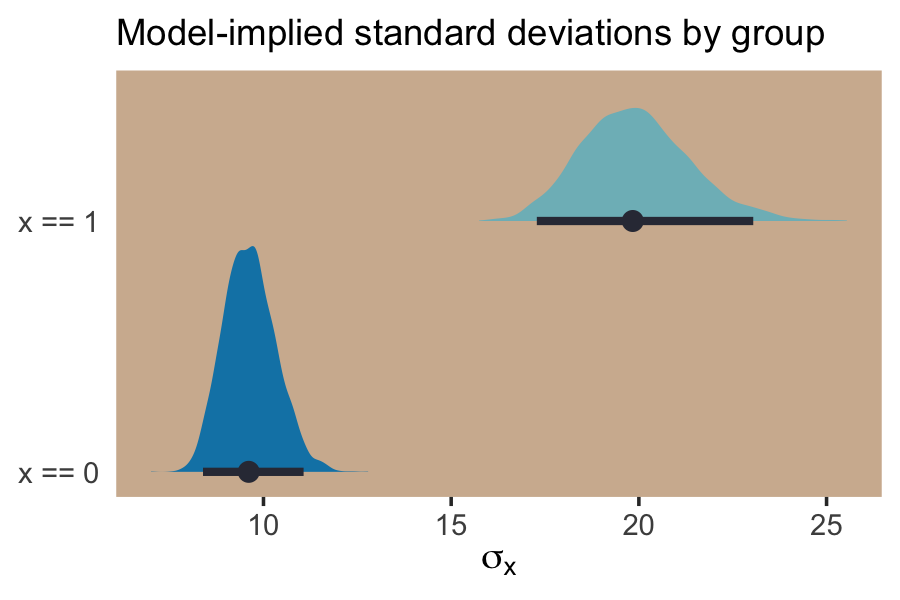 Model-implied standard deviations by group
x == 1
x == 0
10 15 20 25
σx